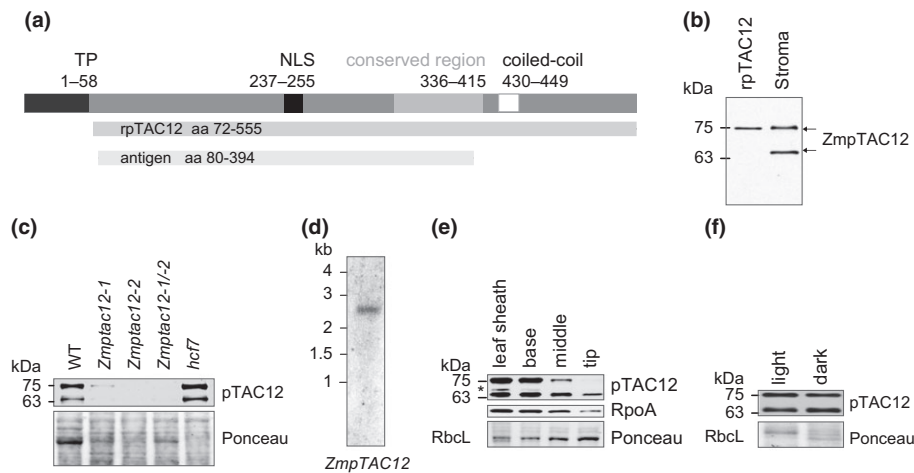 (a)
TP
1–58
NLS
237–255
conserved region
336–415
coiled-coil
430–449
rpTAC12 aa 72-555
antigen aa 80-394
(b)
rpTAC12
Stroma
kDa
75
63
ZmpTAC12
(c)
WT
Zmptac12-1
Zmptac12-2
Zmptac12-1/-2
hcf7
kDa
75
63
pTAC12
Ponceau
(d)
kb
4
3
2
1.5
1
ZmpTAC12
(e)
leaf sheath
base
middle
tip
kDa
75
*
63
pTAC12
RpoA
RbcL
Ponceau
(f)
light
dark
kDa
75
63
pTAC12
RbcL
Ponceau